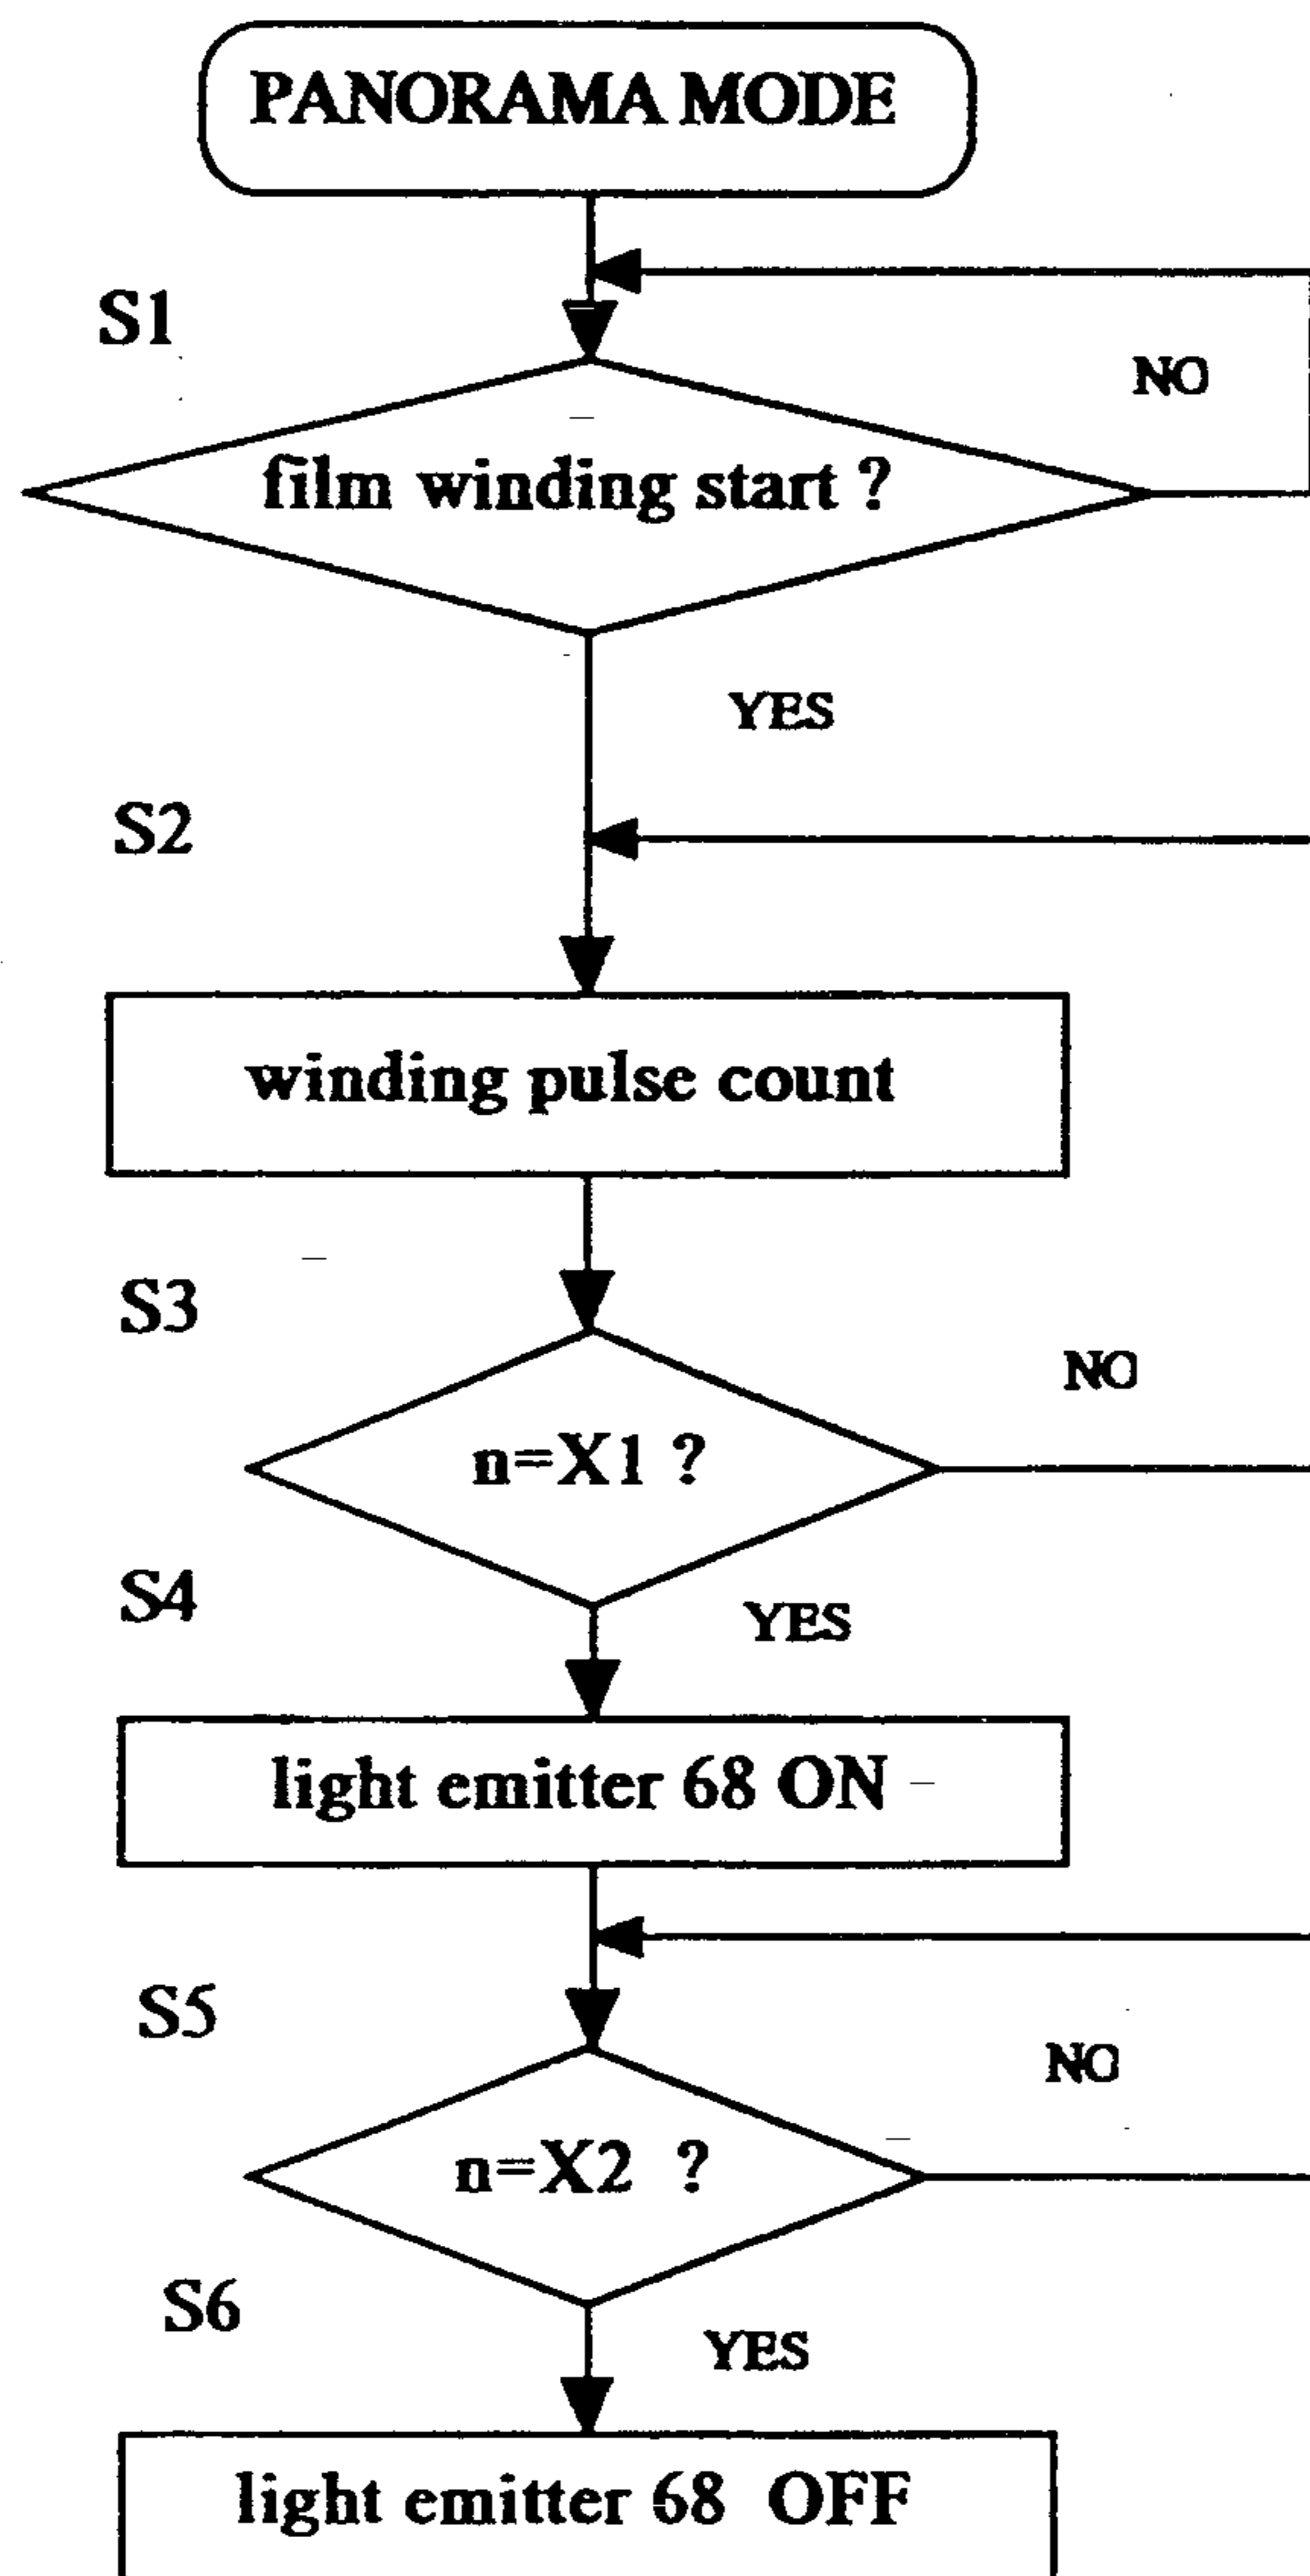 PANORAMA MODE
S1
NO
film winding start ?
YES
S2
winding pulse count
S3
NO
n=X1 ?
S4
YES
light emitter 68 ON
S5
NO
n=X2 ?
S6
YES
light emitter 68 OFF